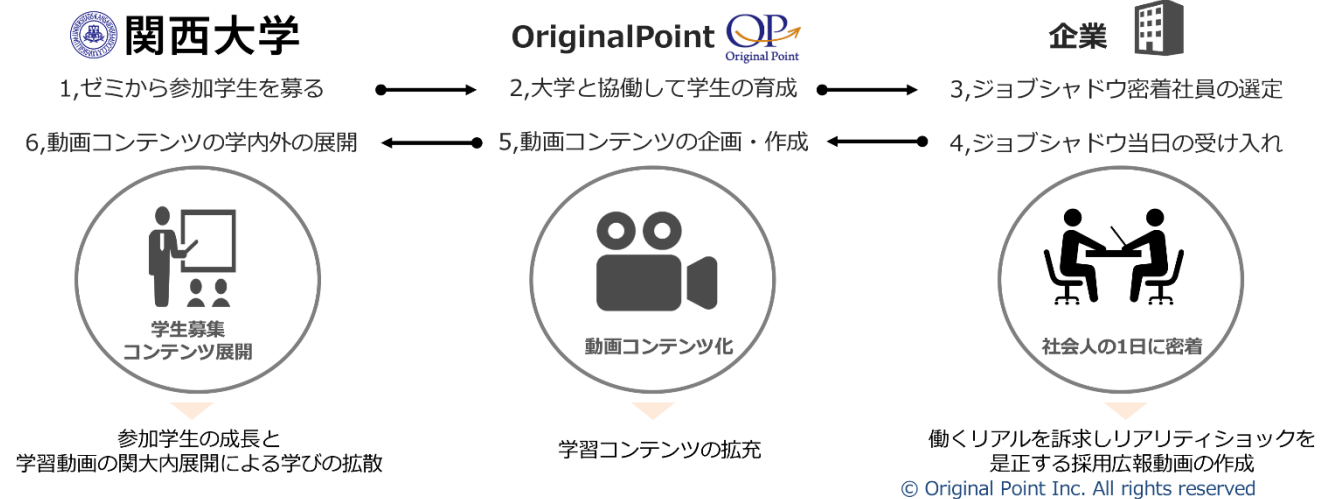 関西大学
OriginalPoint
OP
Original Point
企業
1,ゼミから参加学生を募る
2,大学と協働して学生の育成
3,ジョブシャドウ密着社員の選定
6,動画コンテンツの学内外の展開
5,動画コンテンツの企画・作成
4,ジョブシャドウ当日の受け入れ
学生募集
コンテンツ展開
動画コンテンツ化
社会人の1日に密着
参加学生の成長と
学習動画の関大内展開による学びの拡散
学習コンテンツの拡充
働くリアルを訴求しリアリティショックを
是正する採用広報動画の作成
© Original Point Inc. All rights reserved